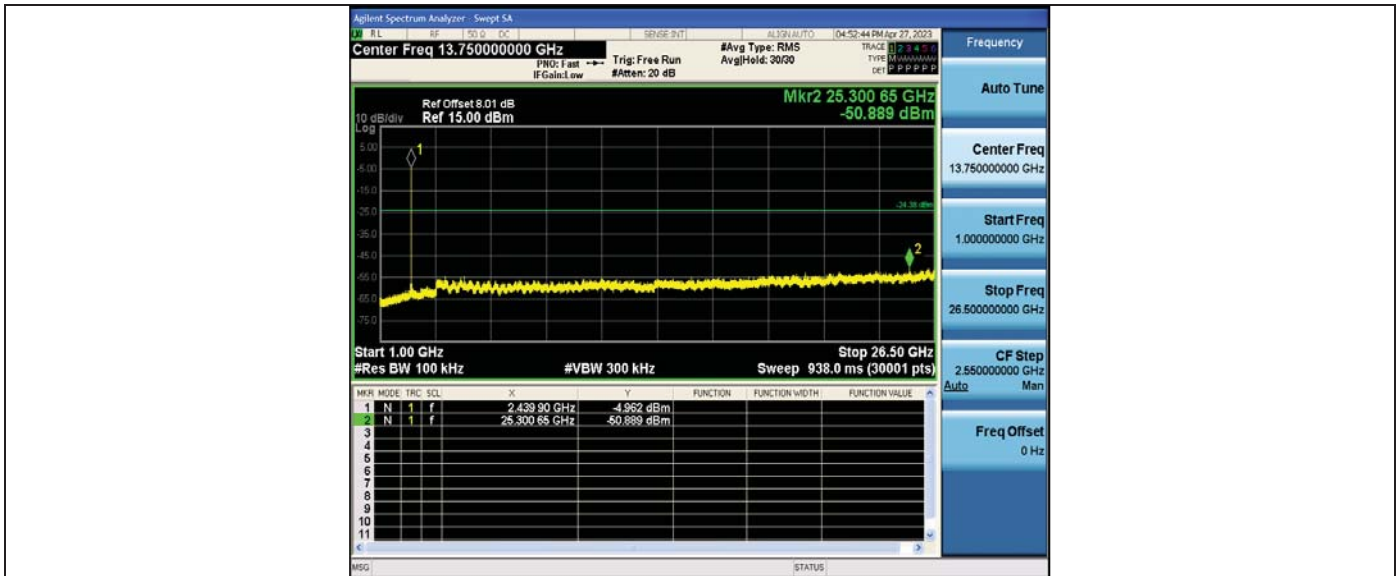 Agilent Spectrum Analyzer - Swept SA
RL RF 50 Ω DC SENSE:INT ALIGN AUTO 04:52:44 PM Apr 27, 2023
Center Freq 13.750000000 GHz
PNO: Fast
IFGain:Low
Trig: Free Run
#Atten: 20 dB
#Avg Type: RMS
Avg|Hold: 30/30
TRACE 1 2 3 4 5 6
TYPE M
DET P P P P P P
Mkr2 25.300 65 GHz
-50.889 dBm
Ref Offset 8.01 dB
10 dB/div Ref 15.00 dBm
Log
5.00
-5.00
-15.0
-25.0
-35.0
-45.0
-55.0
-65.0
-75.0
1
-24.38 dBm
2
Start 1.00 GHz Stop 26.50 GHz
#Res BW 100 kHz #VBW 300 kHz Sweep 938.0 ms (30001 pts)
MKR MODE TRC SCL X Y FUNCTION FUNCTION WIDTH FUNCTION VALUE
1 N 1 f 2.439 90 GHz -4.962 dBm
2 N 1 f 25.300 65 GHz -50.889 dBm
3
4
5
6
7
8
9
10
11
MSG STATUS
Frequency
Auto Tune
Center Freq
13.750000000 GHz
Start Freq
1.000000000 GHz
Stop Freq
26.500000000 GHz
CF Step
2.550000000 GHz
Auto Man
Freq Offset
0 Hz